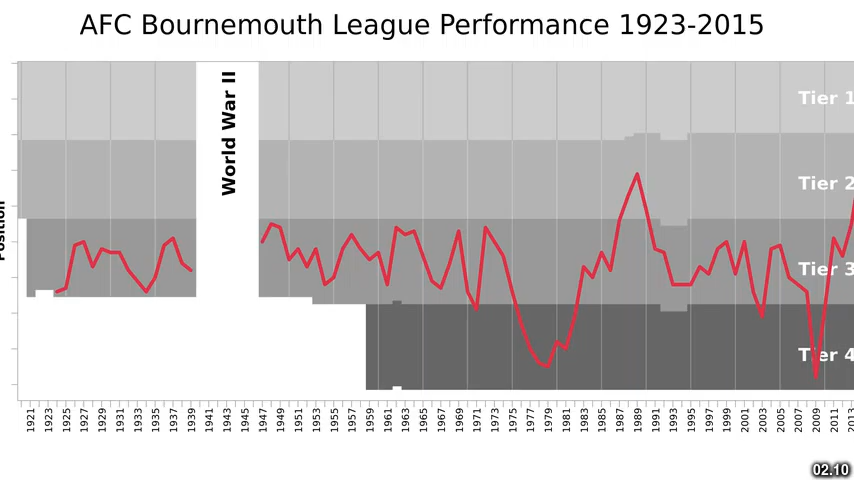 AFC Bournemouth League Performance 1923-2015
World War II
Tier 1
Tier 2
Tier 3
Tier 4
Position
1921 1923 1925 1927 1929 1931 1933 1935 1937 1939 1941 1943 1945 1947 1949 1951 1953 1955 1957 1959 1961 1963 1965 1967 1969 1971 1973 1975 1977 1979 1981 1983 1985 1987 1989 1991 1993 1995 1997 1999 2001 2003 2005 2007 2009 2011 2013
02.10